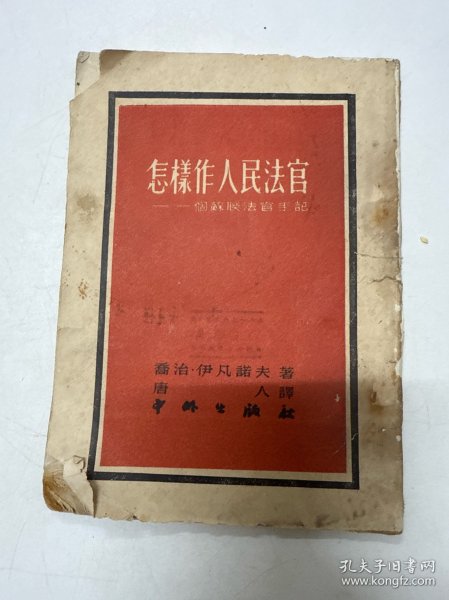 怎樣作人民法官
——一個蘇聯法官手記
喬治·伊凡諾夫 著
唐 人 譯
中外出版社
孔夫子旧书网
www.kongfz.com